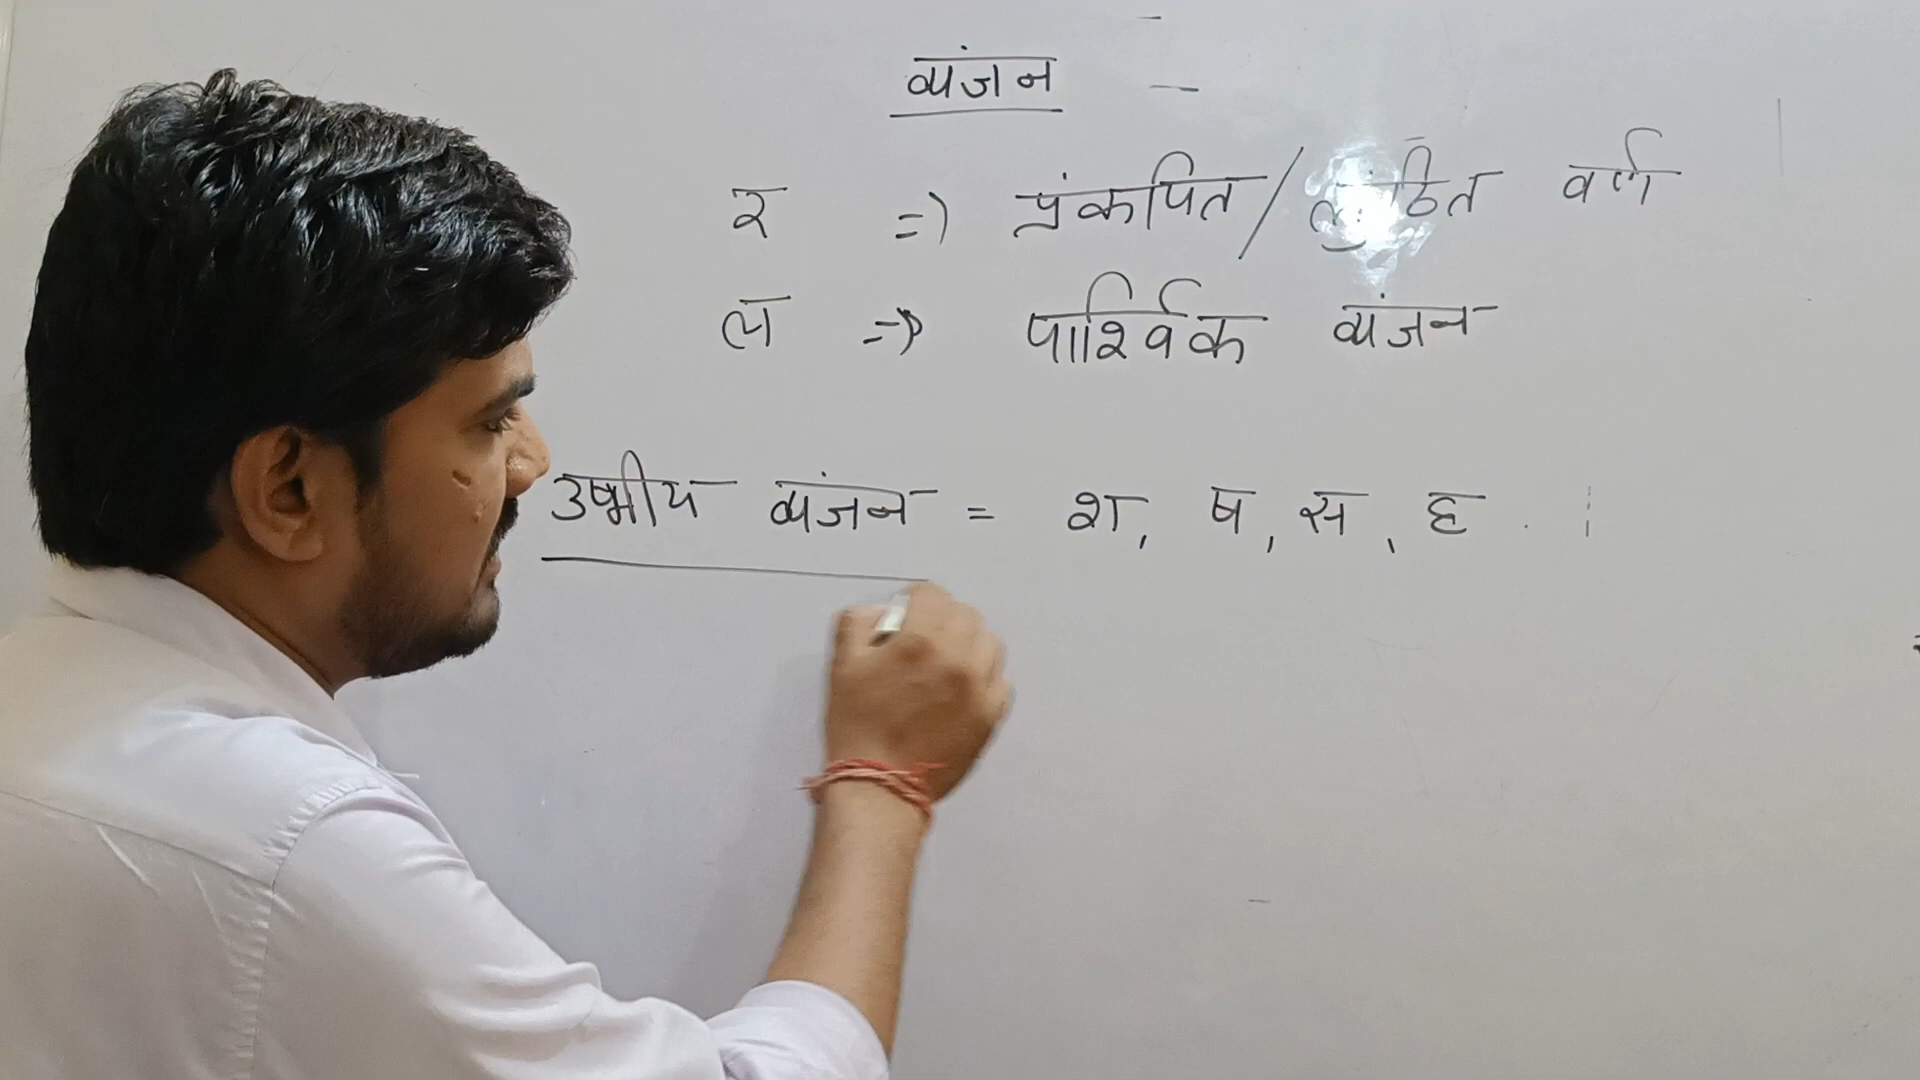 व्यंजन
र => प्रंकपित / लुंठित वर्ण
ल => पार्श्विक व्यंजन
उष्मीय व्यंजन = श, ष, स, ह .